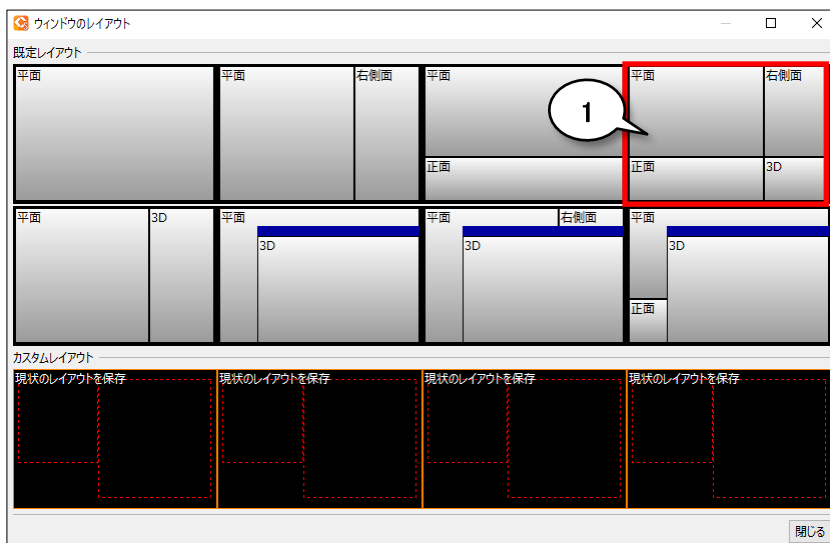 ウィンドウのレイアウト
既定レイアウト
平面
平面 右側面
平面
正面
平面 右側面
正面 3D
1
平面 3D
平面
3D
平面 右側面
3D
平面
3D
正面
カスタムレイアウト
現状のレイアウトを保存
現状のレイアウトを保存
現状のレイアウトを保存
現状のレイアウトを保存
閉じる